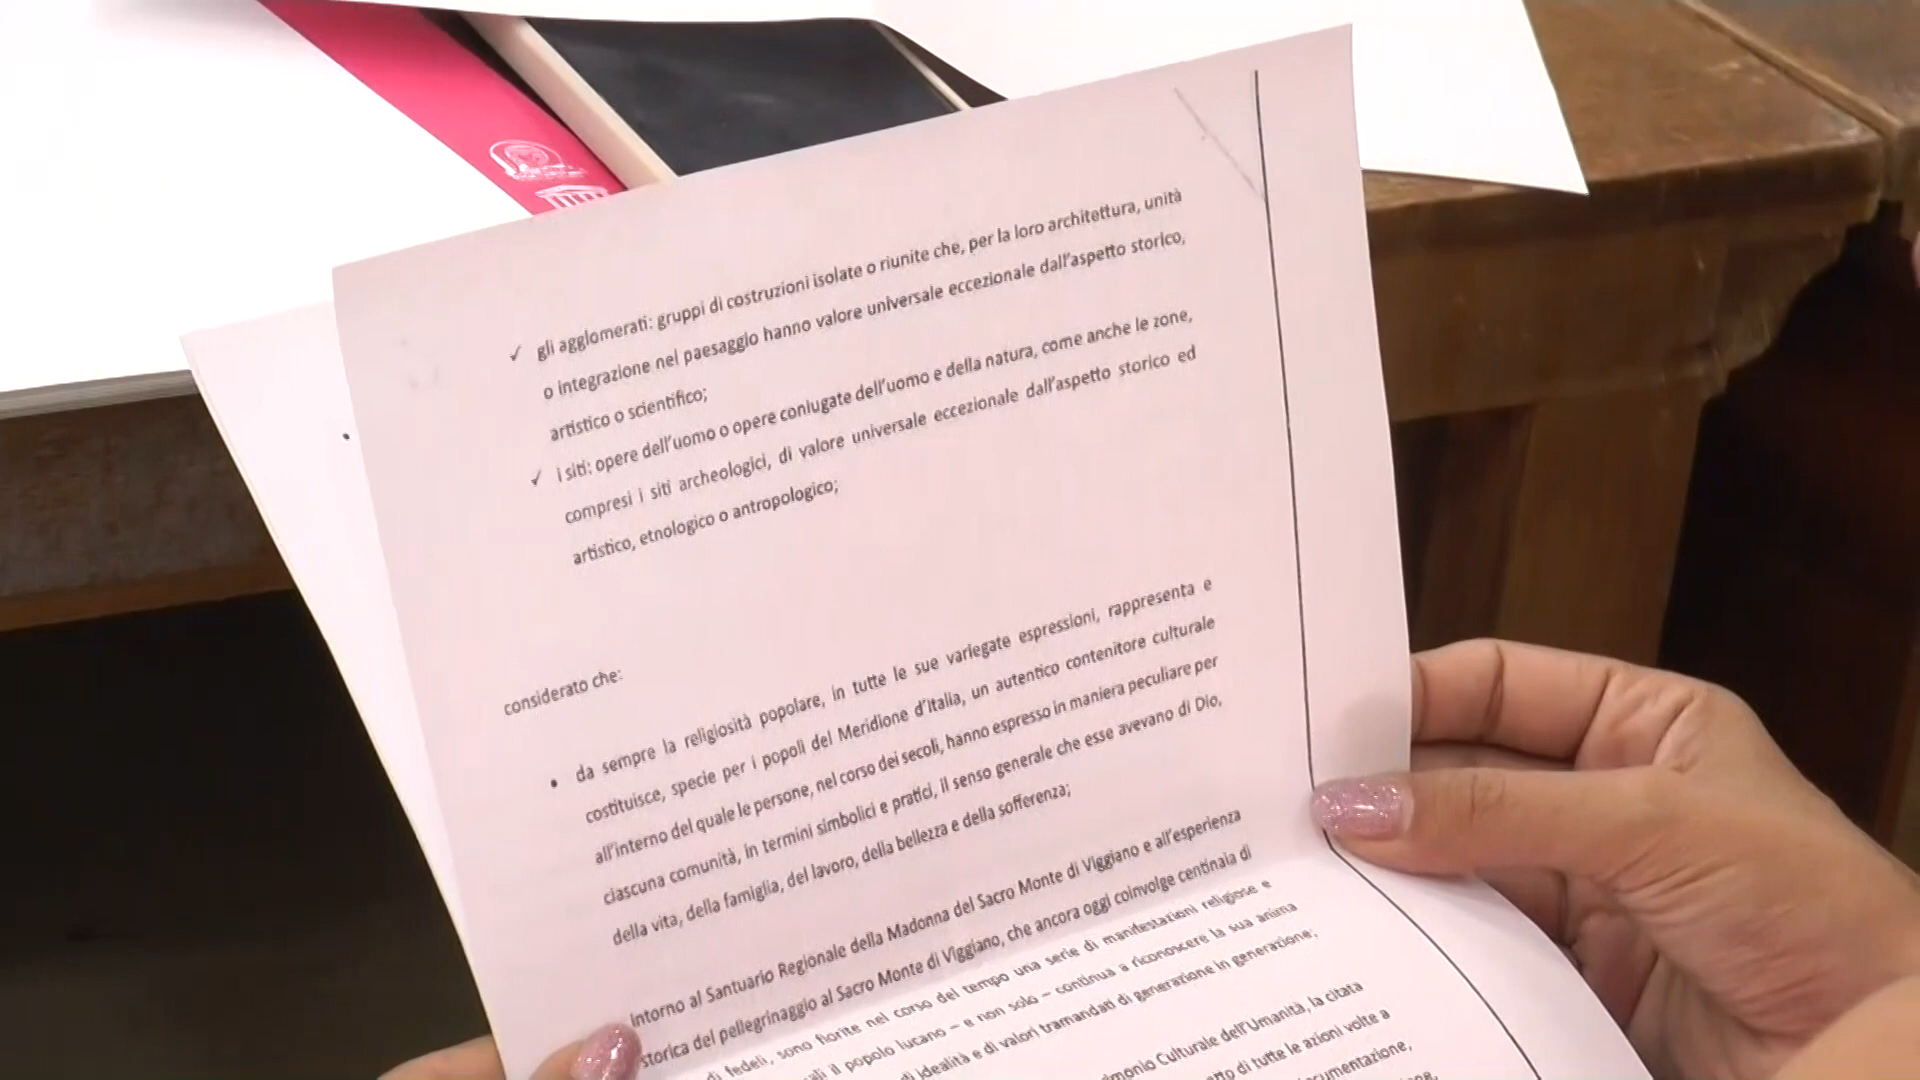 ✓ gli agglomerati: gruppi di costruzioni isolate o riunite che, per la loro architettura, unità
o integrazione nel paesaggio hanno valore universale eccezionale dall'aspetto storico,
artistico o scientifico;
✓ i siti: opere dell'uomo o opere coniugate dell'uomo e della natura, come anche le zone,
compresi i siti archeologici, di valore universale eccezionale dall'aspetto storico ed
artistico, etnologico o antropologico;
considerato che:
• da sempre la religiosità popolare, in tutte le sue variegate espressioni, rappresenta e
costituisce, specie per i popoli del Meridione d'Italia, un autentico contenitore culturale
all'interno del quale le persone, nel corso dei secoli, hanno espresso in maniera peculiare per
ciascuna comunità, in termini simbolici e pratici, il senso generale che esse avevano di Dio,
della vita, della famiglia, del lavoro, della bellezza e della sofferenza;
intorno al Santuario Regionale della Madonna del Sacro Monte di Viggiano e all'esperienza
storica del pellegrinaggio al Sacro Monte di Viggiano, che ancora oggi coinvolge centinaia di
di fedeli, sono fiorite nel corso del tempo una serie di manifestazioni religiose e
il popolo lucano – e non solo – continua a riconoscere la sua anima
idealità e di valori tramandati di generazione in generazione;
Culturale dell'Umanità, la citata
di tutte le azioni volte a